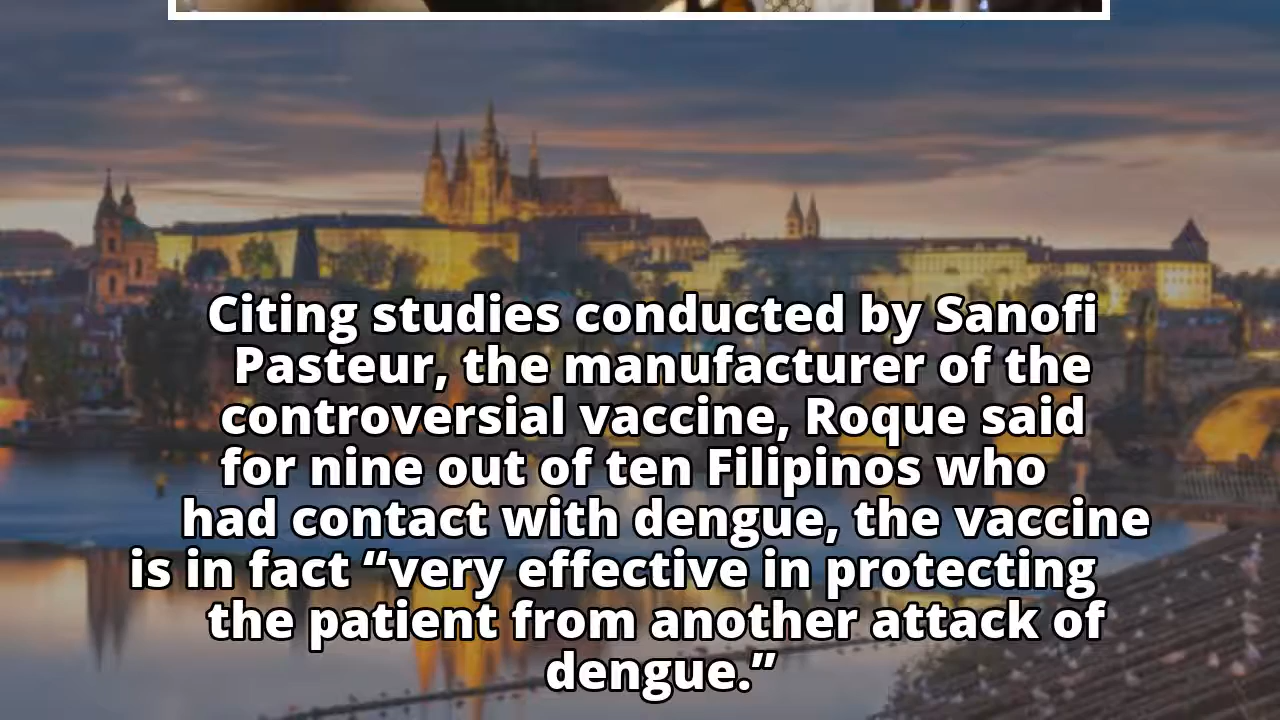 Citing studies conducted by Sanofi
Pasteur, the manufacturer of the
controversial vaccine, Roque said
for nine out of ten Filipinos who
had contact with dengue, the vaccine
is in fact “very effective in protecting
the patient from another attack of
dengue.”